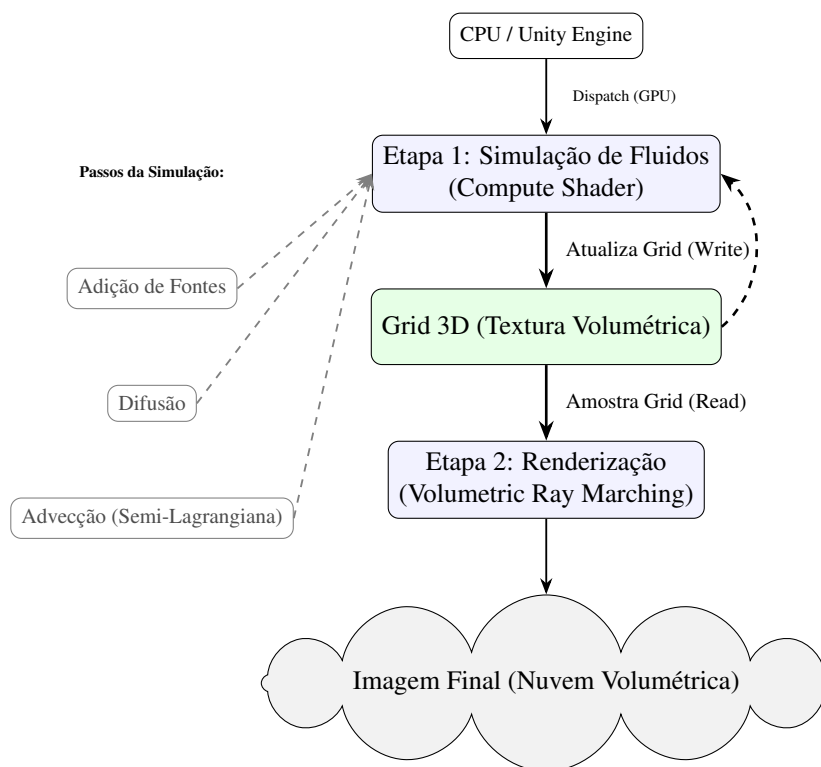 CPU / Unity Engine
Dispatch (GPU)
Passos da Simulação:
Etapa 1: Simulação de Fluidos
(Compute Shader)
Atualiza Grid (Write)
Adição de Fontes
Grid 3D (Textura Volumétrica)
Difusão
Amostra Grid (Read)
Etapa 2: Renderização
(Volumetric Ray Marching)
Advecção (Semi-Lagrangiana)
Imagem Final (Nuvem Volumétrica)